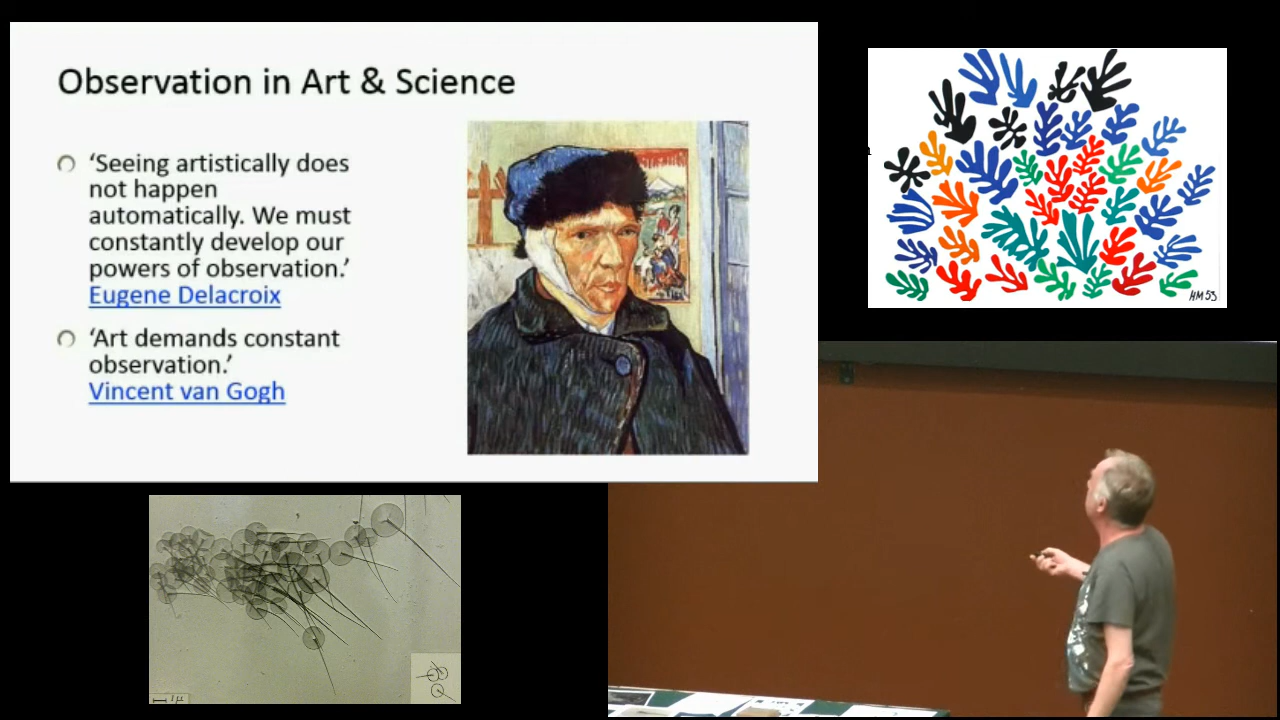 Observation in Art & Science
‘Seeing artistically does
not happen
automatically. We must
constantly develop our
powers of observation.’
Eugene Delacroix
‘Art demands constant
observation.’
Vincent van Gogh
HM 53
1 μ